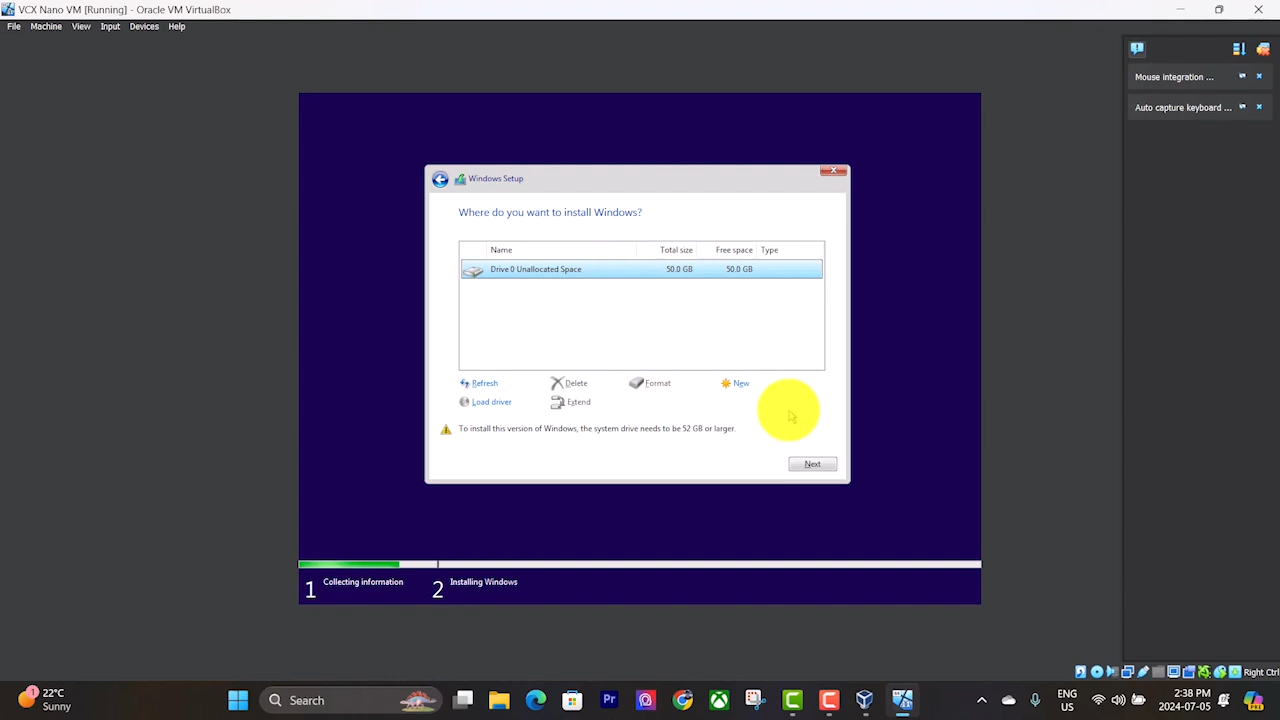 VCX Nano VM [Running] - Oracle VM VirtualBox
File Machine View Input Devices Help
Mouse integration ...
Auto capture keyboard ...
Windows Setup
Where do you want to install Windows?
Name Total size Free space Type
Drive 0 Unallocated Space 50.0 GB 50.0 GB
Refresh Delete Format New
Load driver Extend
To install this version of Windows, the system drive needs to be 52 GB or larger.
Next
1 Collecting information 2 Installing Windows
Right Ctrl
1
22°C
Sunny
Search
Pr
ENG
US
2:38 PM
2024-07-05